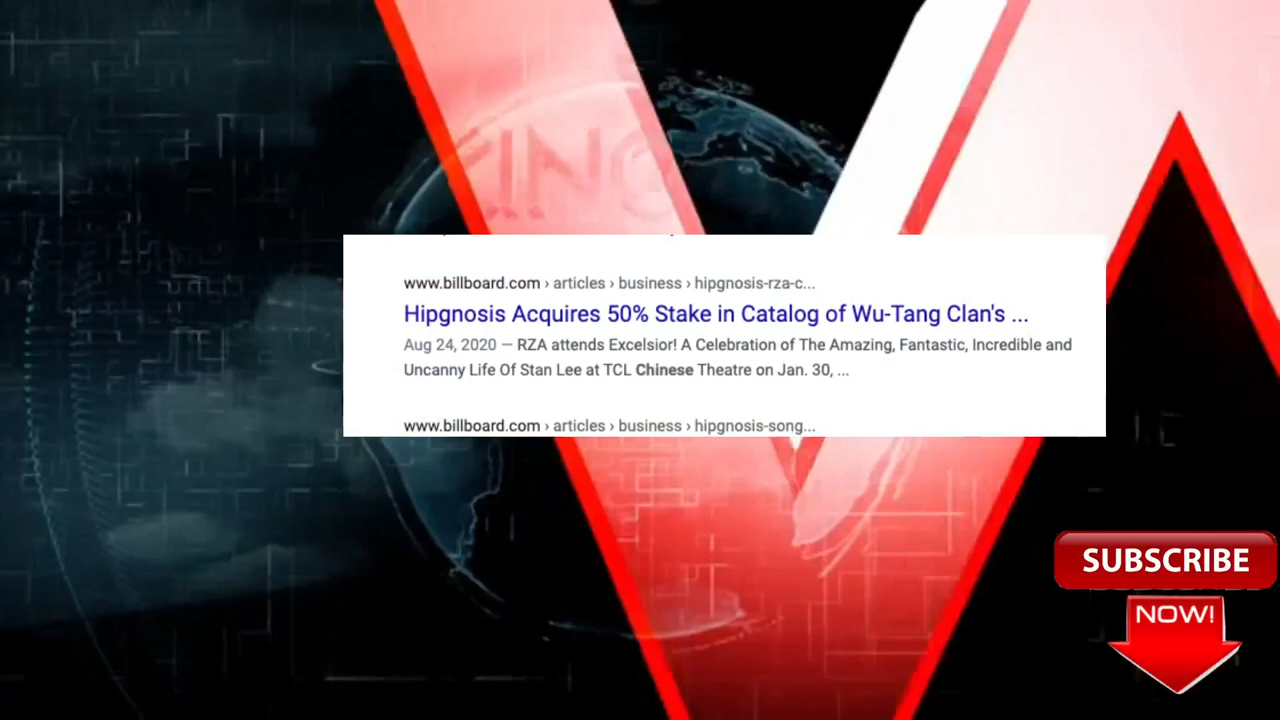 www.billboard.com › articles › business › hipgnosis-rza-c...
Hipgnosis Acquires 50% Stake in Catalog of Wu-Tang Clan's ...
Aug 24, 2020 — RZA attends Excelsior! A Celebration of The Amazing, Fantastic, Incredible and
Uncanny Life Of Stan Lee at TCL Chinese Theatre on Jan. 30, ...
www.billboard.com › articles › business › hipgnosis-song...
SUBSCRIBE
NOW!